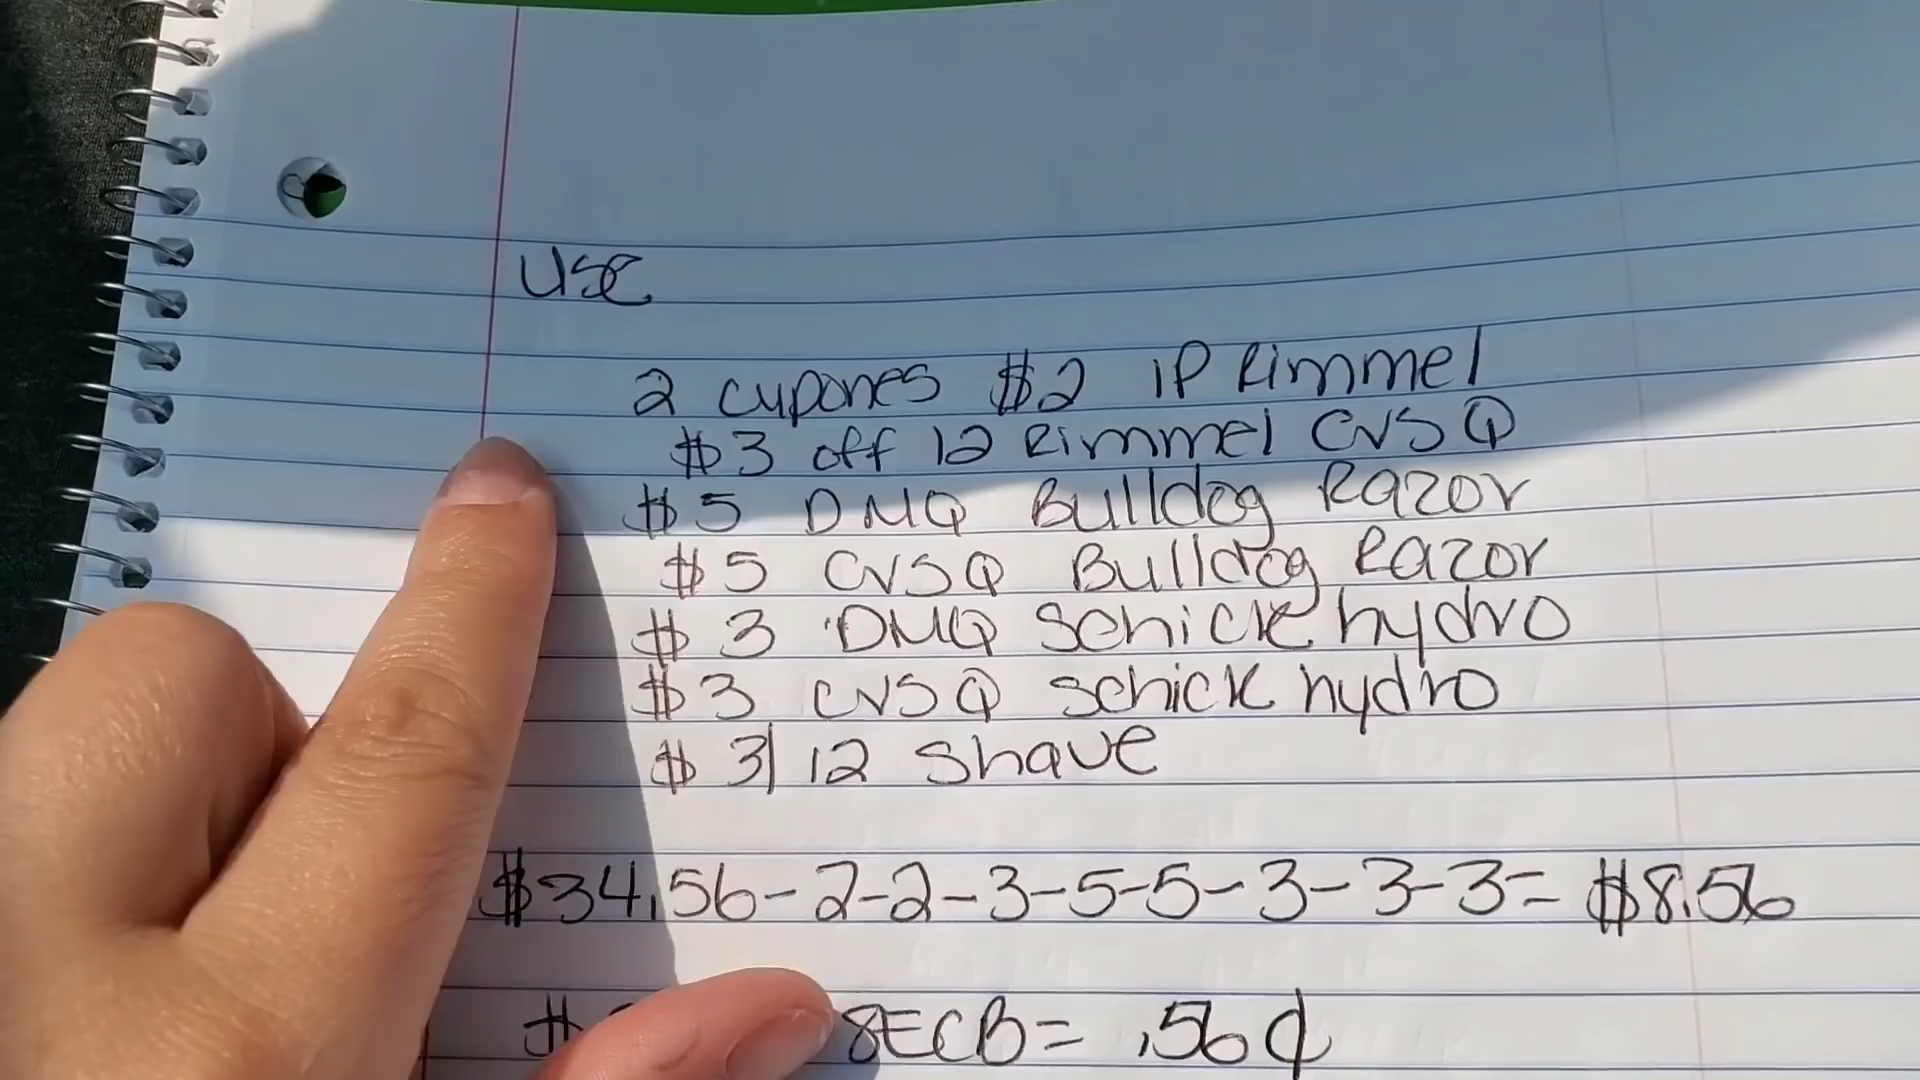 use
2 cupones $2 IP Rimmel
$3 off 12 Rimmel CVS Q
$5 DMQ Bulldog Razor
$5 CVS Q Bulldog Razor
$3 DMQ Schick hydro
$3 CVS Q Schick hydro
$3| 12 Shave
$34.56-2-2-3-5-5-3-3-3= $8.56
$ 8ECB= .56¢